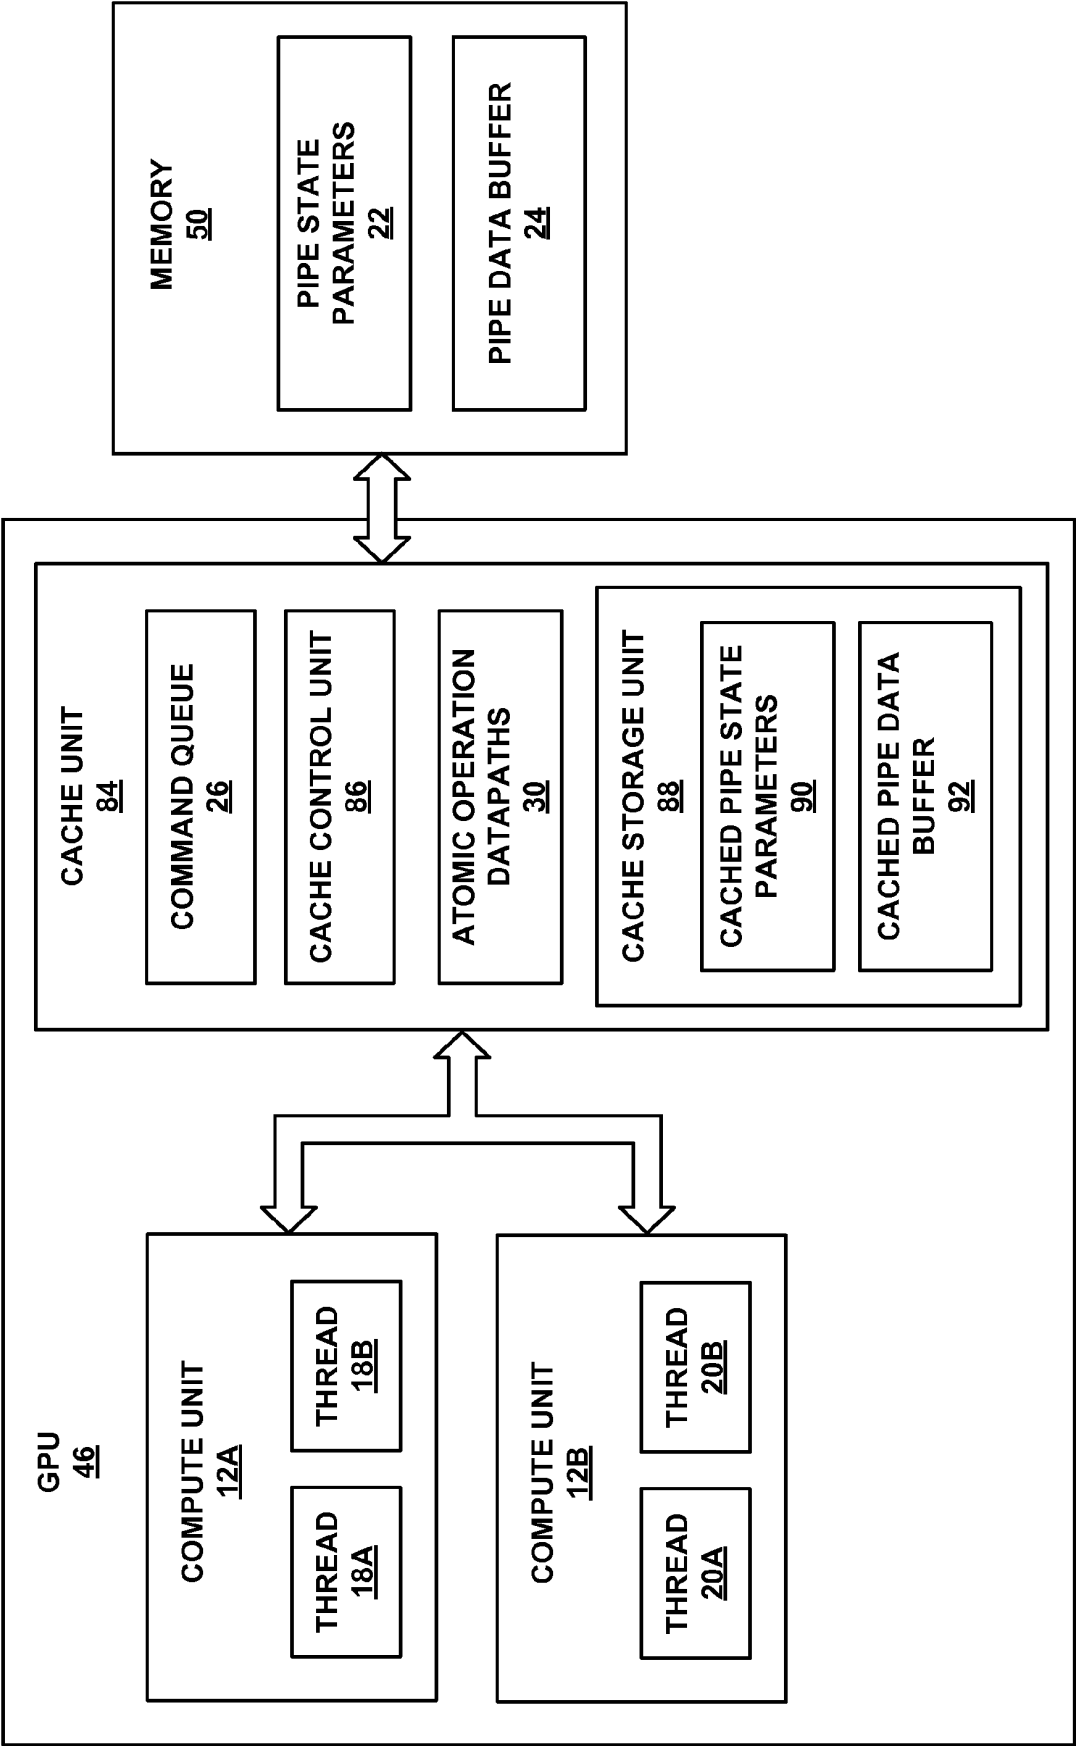 GPU
46
COMPUTE UNIT
12A
THREAD
18A
THREAD
18B
COMPUTE UNIT
12B
THREAD
20A
THREAD
20B
CACHE UNIT
84
COMMAND QUEUE
26
CACHE CONTROL UNIT
86
ATOMIC OPERATION
DATAPATHS
30
CACHE STORAGE UNIT
88
CACHED PIPE STATE
PARAMETERS
90
CACHED PIPE DATA
BUFFER
92
MEMORY
50
PIPE STATE
PARAMETERS
22
PIPE DATA BUFFER
24